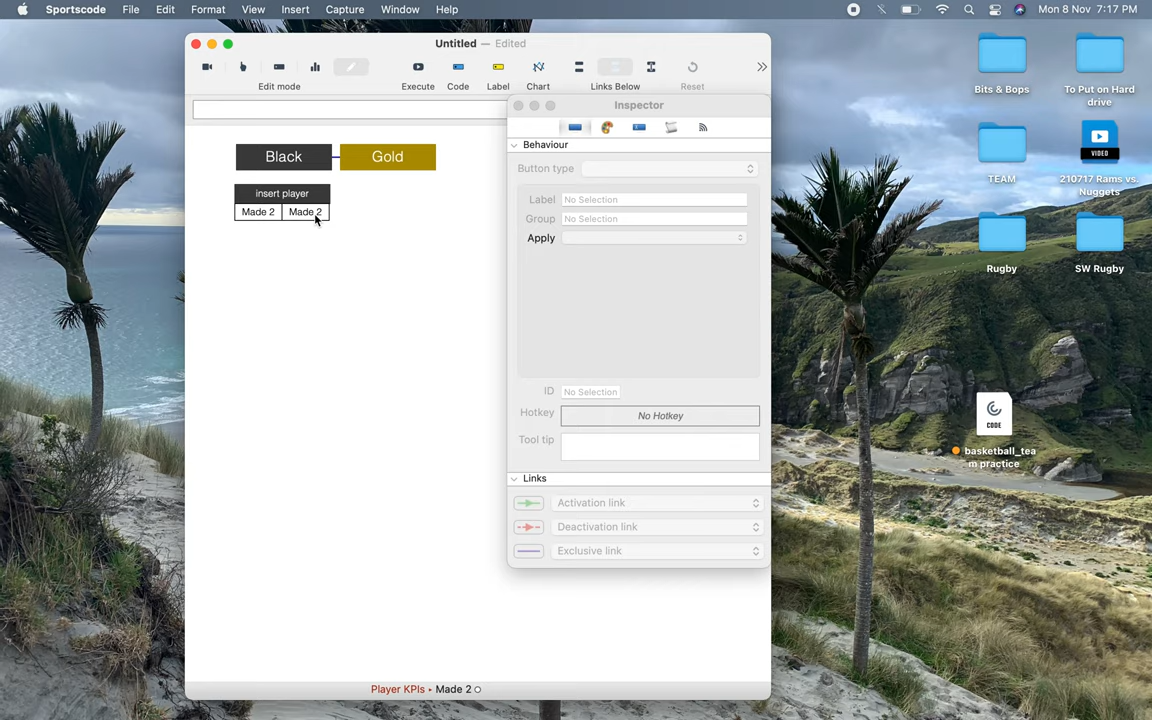 Sportscode File Edit Format View Insert Capture Window Help Mon 8 Nov 7:17 PM
Untitled — Edited
Edit mode Execute Code Label Chart Links Below Reset
Inspector
Behaviour
Button type
Label No Selection
Group No Selection
Apply
ID No Selection
Hotkey No Hotkey
Tool tip
Links
Activation link
Deactivation link
Exclusive link
Black Gold
insert player
Made 2 Made 2
Player KPIs ▸ Made 2
Bits & Bops
To Put on Hard
drive
TEAM
VIDEO
210717 Rams vs.
Nuggets
Rugby
SW Rugby
CODE
basketball_tea
m practice